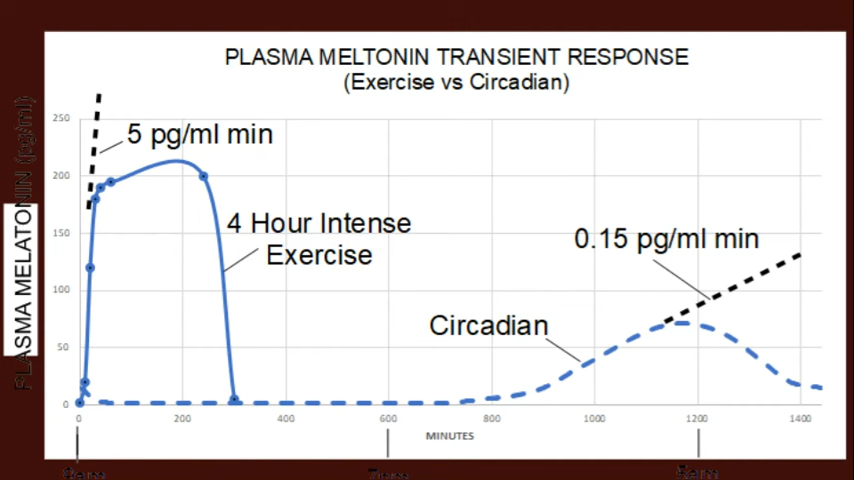 PLASMA MELTONIN TRANSIENT RESPONSE
(Exercise vs Circadian)
PLASMA MELATONIN (pg/ml)
250
200
150
100
50
0
5 pg/ml min
4 Hour Intense
Exercise
0.15 pg/ml min
Circadian
0 200 400 600 800 1000 1200 1400
MINUTES